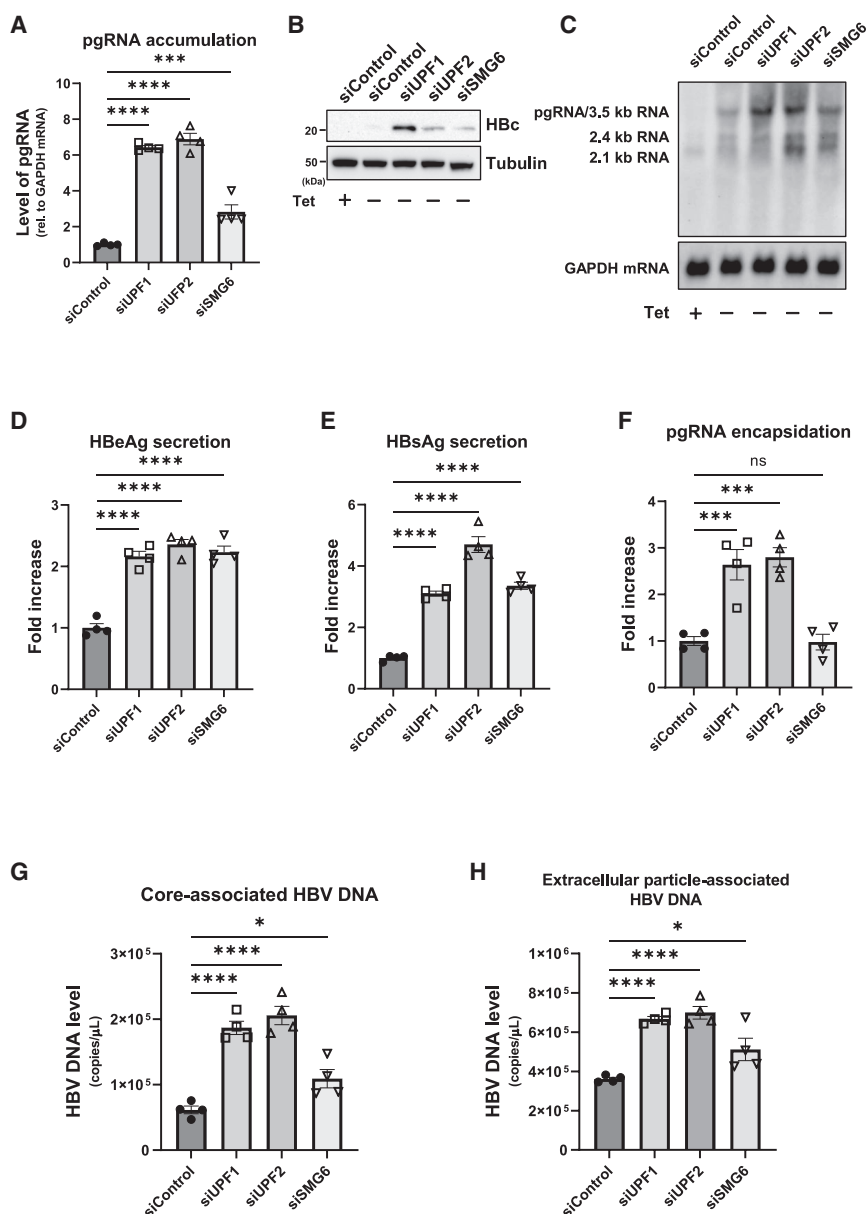 A
pgRNA accumulation
***
****
****
Level of pgRNA
(rel. to GAPDH mRNA)
10
8
6
4
2
0
siControl
siUPF1
siUFP2
siSMG6
B
siControl
siControl
siUPF1
siUPF2
siSMG6
20
HBc
50
Tubulin
(kDa)
Tet + − − − −
C
siControl
siControl
siUPF1
siUPF2
siSMG6
pgRNA/3.5 kb RNA
2.4 kb RNA
2.1 kb RNA
GAPDH mRNA
Tet + − − − −
D
HBeAg secretion
****
****
****
Fold increase
3
2
1
0
siControl
siUPF1
siUPF2
siSMG6
E
HBsAg secretion
****
****
****
Fold increase
6
4
2
0
siControl
siUPF1
siUPF2
siSMG6
F
pgRNA encapsidation
ns
***
***
Fold increase
4
3
2
1
0
siControl
siUPF1
siUPF2
siSMG6
G
Core-associated HBV DNA
*
****
****
HBV DNA level
(copies/µL)
3×10⁵
2×10⁵
1×10⁵
0
siControl
siUPF1
siUPF2
siSMG6
H
Extracellular particle-associated
HBV DNA
*
****
****
HBV DNA level
(copies/µL)
1×10⁶
8×10⁵
6×10⁵
4×10⁵
2×10⁵
0
siControl
siUPF1
siUPF2
siSMG6